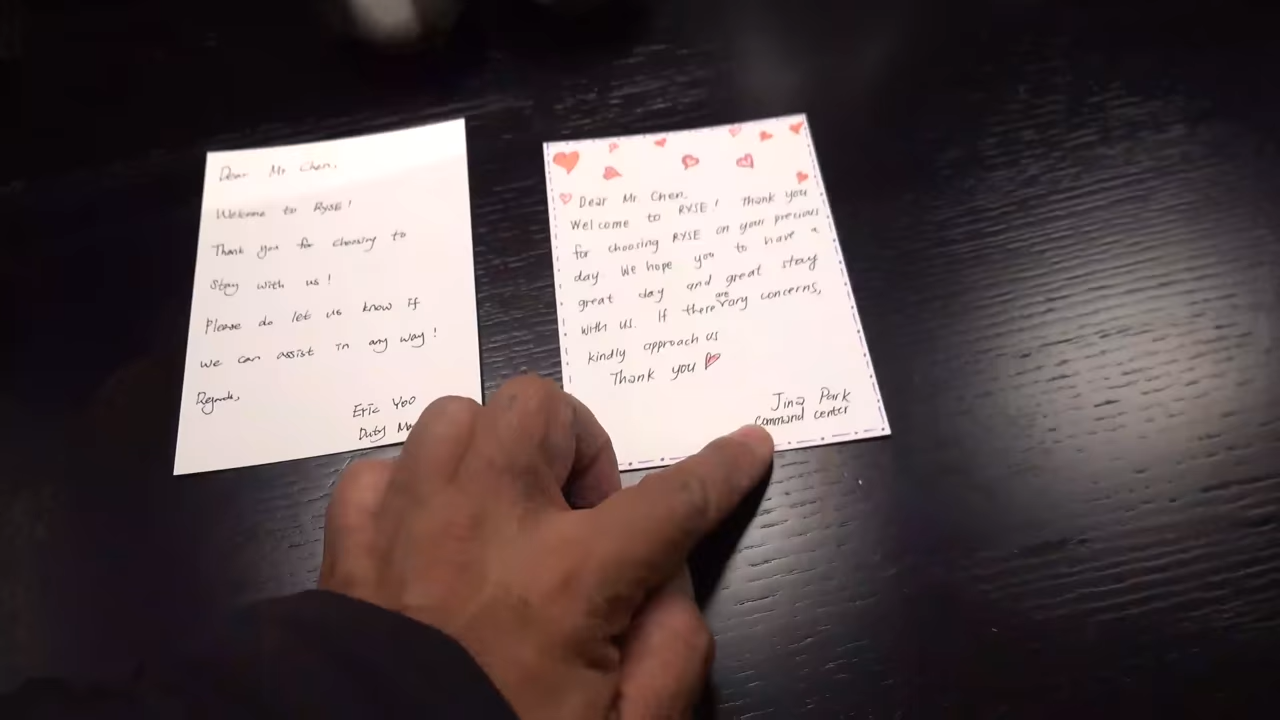 Dear Mr Chen,
Welcome to RYSE!
Thank you for choosing to
stay with us!
Please do let us know if
we can assist in any way!
Regards,
Eric Yoo
Duty
Dear Mr Chen.
Welcome to RYSE! Thank you
for choosing RYSE on your precious
day. We hope you to have a
great day and great stay
with us. If there are any concerns,
kindly approach us
Thank you
Jina Park
Command center